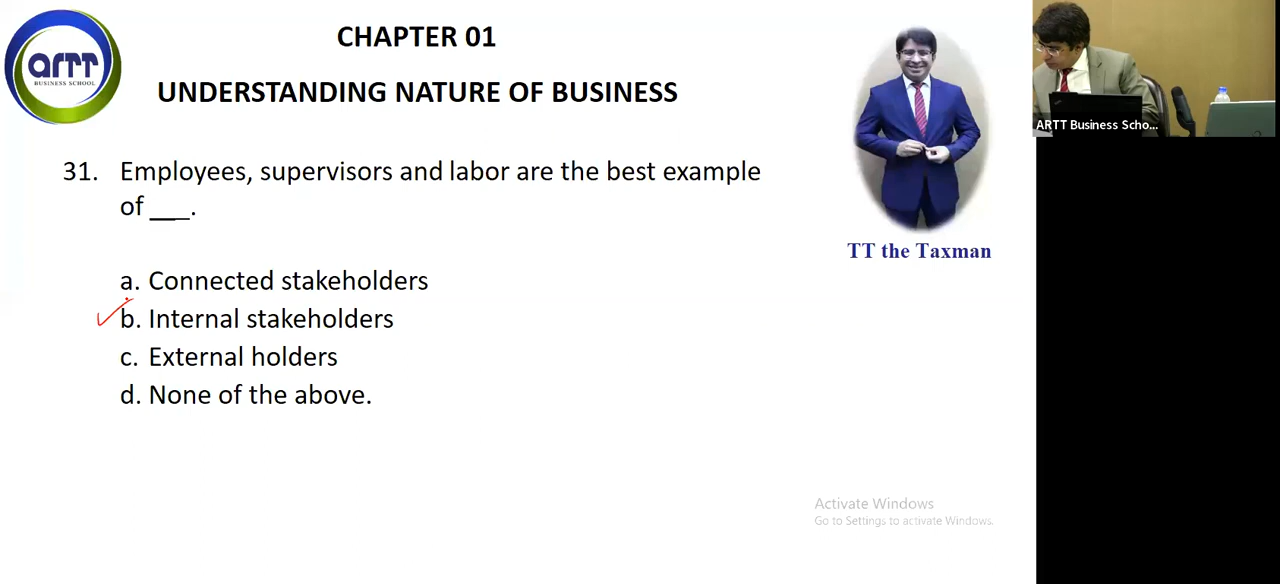 CHAPTER 01
UNDERSTANDING NATURE OF BUSINESS
ARTT
BUSINESS SCHOOL
31. Employees, supervisors and labor are the best example
of ___.
a. Connected stakeholders
b. Internal stakeholders
c. External holders
d. None of the above.
TT the Taxman
ARTT Business Scho...
Activate Windows
Go to Settings to activate Windows.